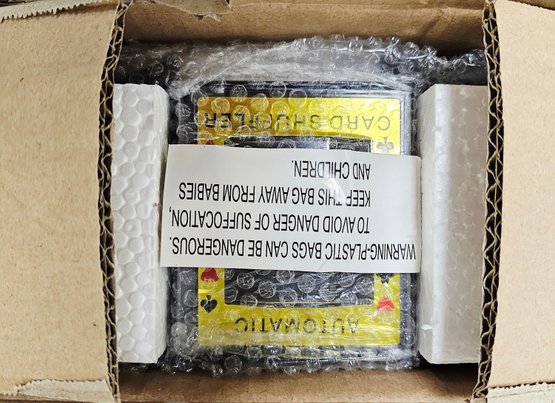 AUTOMATIC
WARNING-PLASTIC BAGS CAN BE DANGEROUS.
TO AVOID DANGER OF SUFFOCATION,
KEEP THIS BAG AWAY FROM BABIES
AND CHILDREN.
CARD SHUFFLER